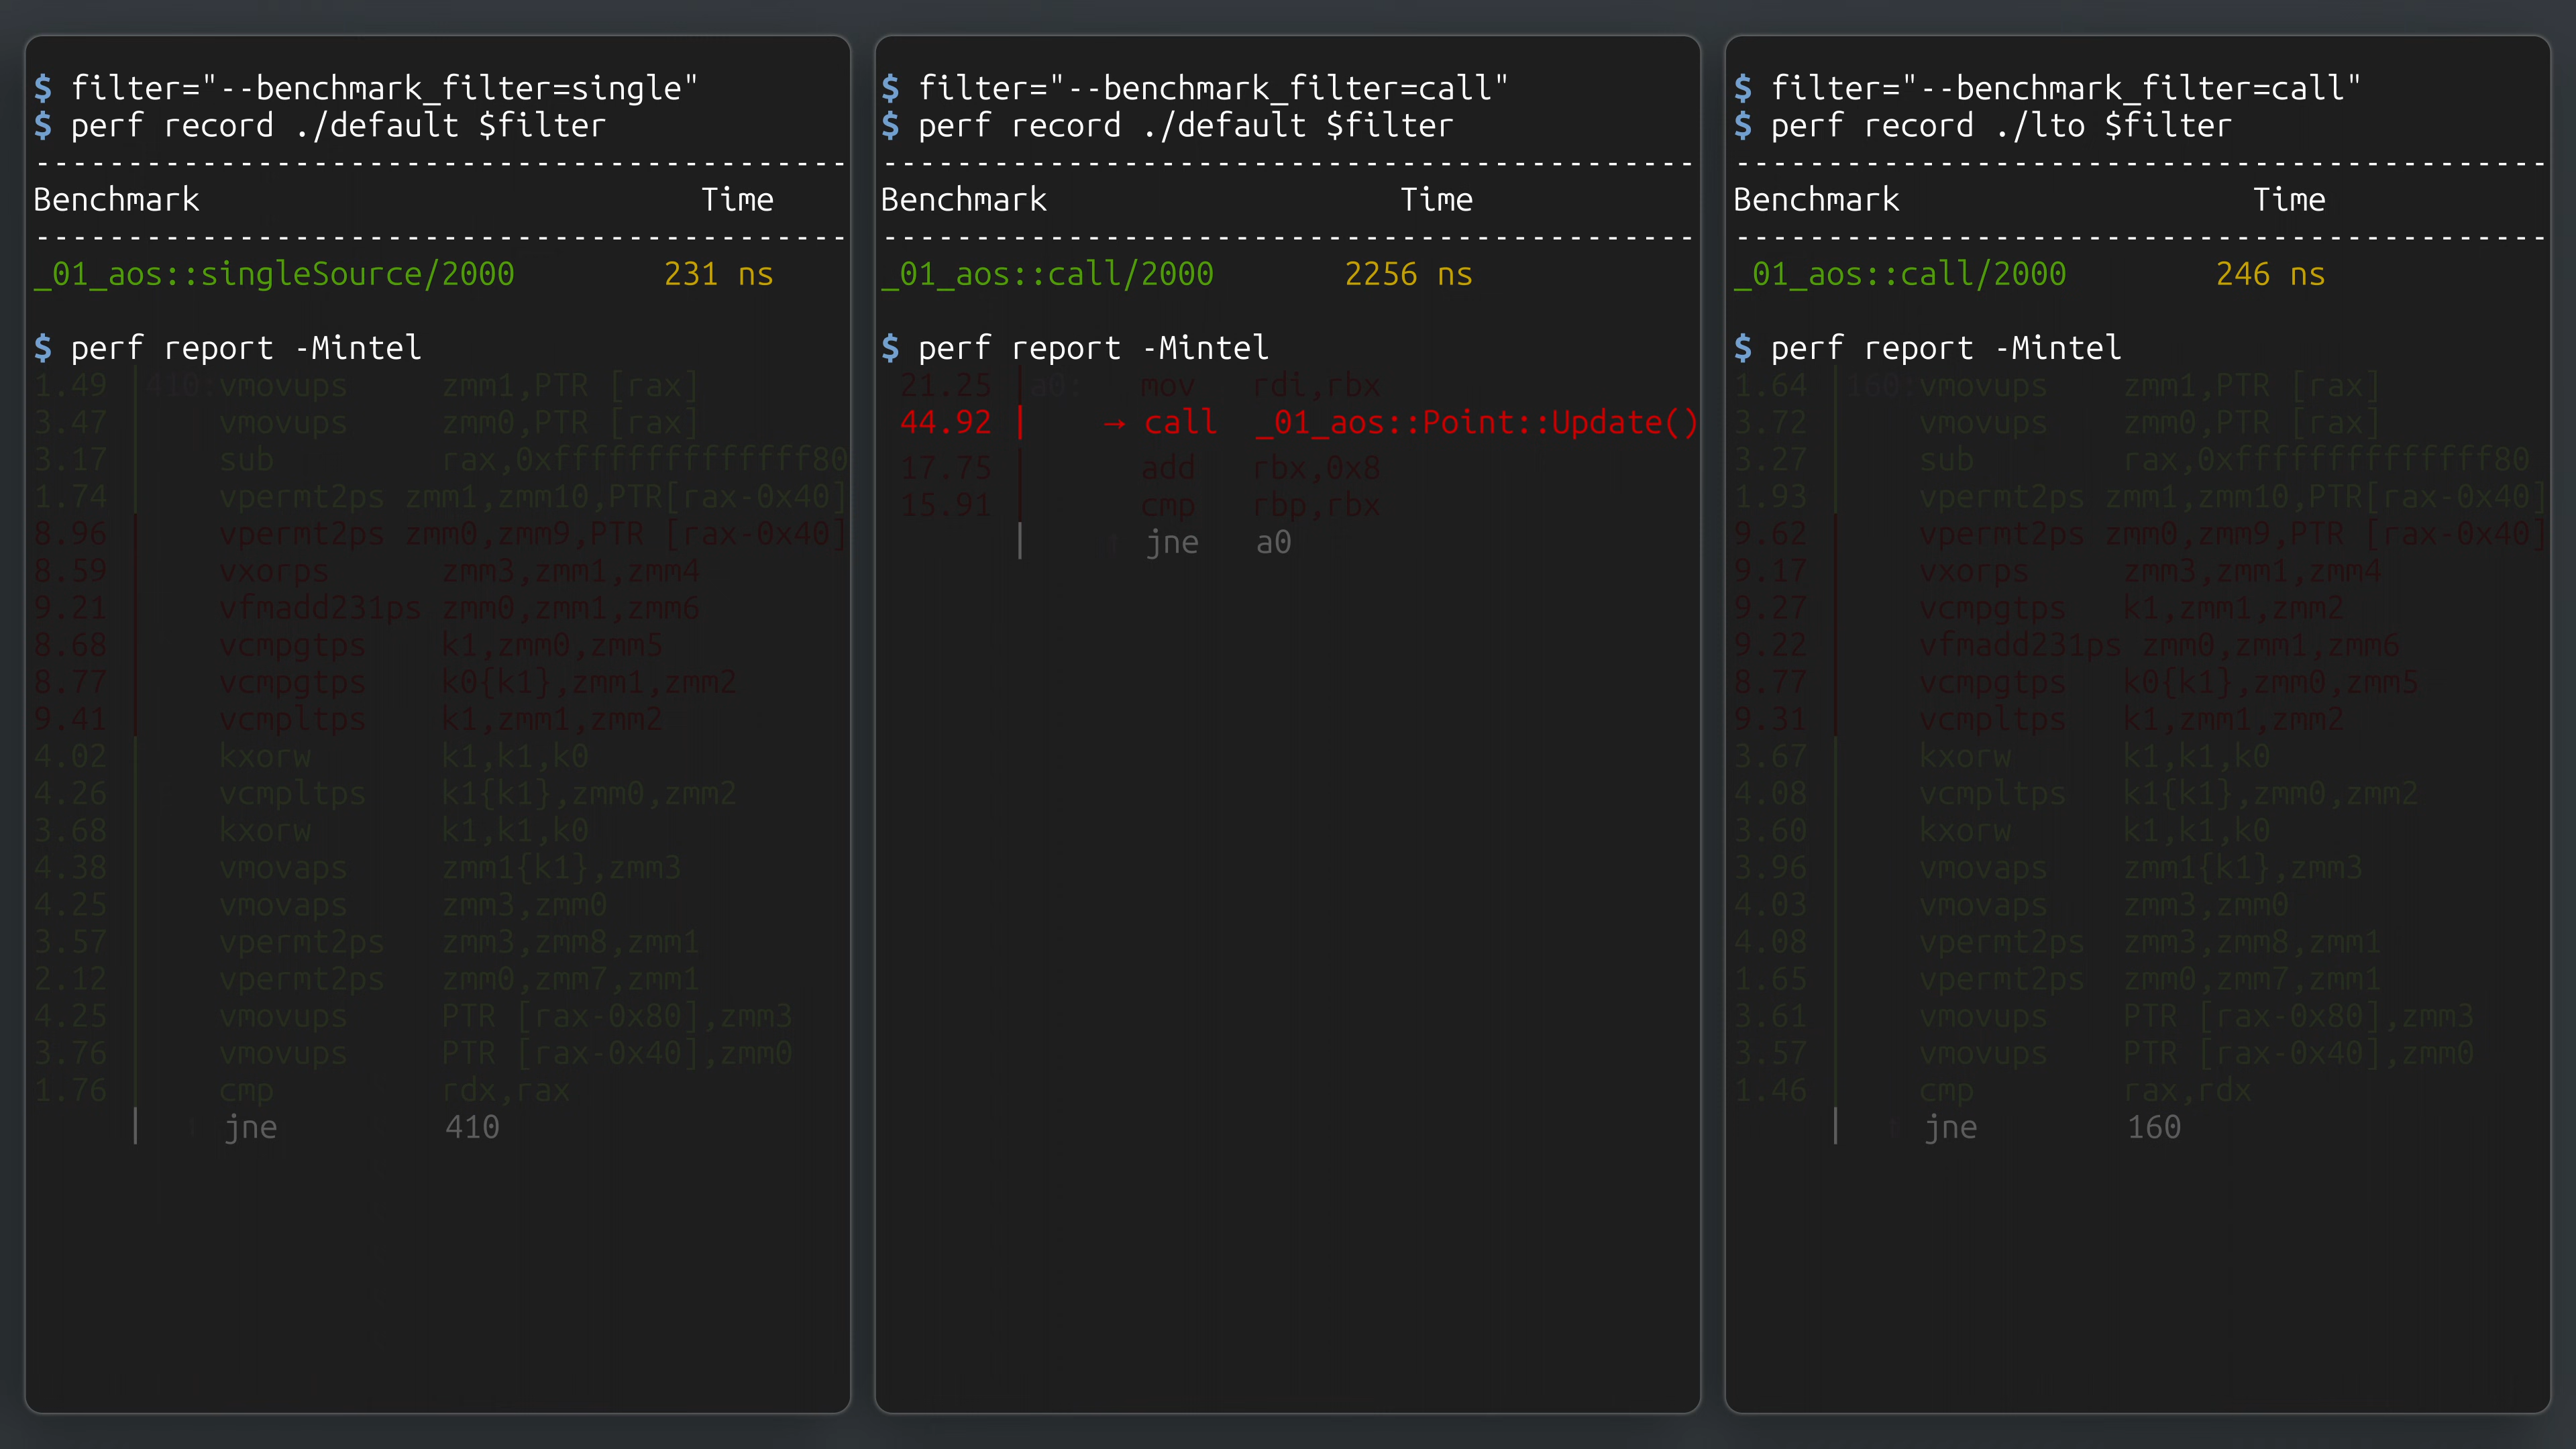 $ filter="--benchmark_filter=single"
$ perf record ./default $filter
--------------------------------------------
Benchmark Time
--------------------------------------------
_01_aos::singleSource/2000 231 ns
$ perf report -Mintel
1.49 │410: vmovups zmm1,PTR [rax]
3.47 │ vmovups zmm0,PTR [rax]
3.17 │ sub rax,0xffffffffffffff80
1.74 │ vpermt2ps zmm1,zmm10,PTR[rax-0x40]
8.96 │ vpermt2ps zmm0,zmm9,PTR [rax-0x40]
8.59 │ vxorps zmm3,zmm1,zmm4
9.21 │ vfmadd231ps zmm0,zmm1,zmm6
8.68 │ vcmpgtps k1,zmm0,zmm5
8.77 │ vcmpgtps k0{k1},zmm1,zmm2
9.41 │ vcmpltps k1,zmm1,zmm2
4.02 │ kxorw k1,k1,k0
4.26 │ vcmpltps k1{k1},zmm0,zmm2
3.68 │ kxorw k1,k1,k0
4.38 │ vmovaps zmm1{k1},zmm3
4.25 │ vmovaps zmm3,zmm0
3.57 │ vpermt2ps zmm3,zmm8,zmm1
2.12 │ vpermt2ps zmm0,zmm7,zmm1
4.25 │ vmovups PTR [rax-0x80],zmm3
3.76 │ vmovups PTR [rax-0x40],zmm0
1.76 │ cmp rdx,rax
│ jne 410
$ filter="--benchmark_filter=call"
$ perf record ./default $filter
--------------------------------------------
Benchmark Time
--------------------------------------------
_01_aos::call/2000 2256 ns
$ perf report -Mintel
21.25 │a0: mov rdi,rbx
44.92 │ → call _01_aos::Point::Update()
17.75 │ add rbx,0x8
15.91 │ cmp rbp,rbx
│ jne a0
$ filter="--benchmark_filter=call"
$ perf record ./lto $filter
--------------------------------------------
Benchmark Time
--------------------------------------------
_01_aos::call/2000 246 ns
$ perf report -Mintel
1.64 │160: vmovups zmm1,PTR [rax]
3.72 │ vmovups zmm0,PTR [rax]
3.27 │ sub rax,0xffffffffffffff80
1.93 │ vpermt2ps zmm1,zmm10,PTR[rax-0x40]
9.62 │ vpermt2ps zmm0,zmm9,PTR [rax-0x40]
9.17 │ vxorps zmm3,zmm1,zmm4
9.27 │ vcmpgtps k1,zmm1,zmm2
9.22 │ vfmadd231ps zmm0,zmm1,zmm6
8.77 │ vcmpgtps k0{k1},zmm0,zmm5
9.31 │ vcmpltps k1,zmm1,zmm2
3.67 │ kxorw k1,k1,k0
4.08 │ vcmpltps k1{k1},zmm0,zmm2
3.60 │ kxorw k1,k1,k0
3.96 │ vmovaps zmm1{k1},zmm3
4.03 │ vmovaps zmm3,zmm0
4.08 │ vpermt2ps zmm3,zmm8,zmm1
1.65 │ vpermt2ps zmm0,zmm7,zmm1
3.61 │ vmovups PTR [rax-0x80],zmm3
3.57 │ vmovups PTR [rax-0x40],zmm0
1.46 │ cmp rax,rdx
│ jne 160